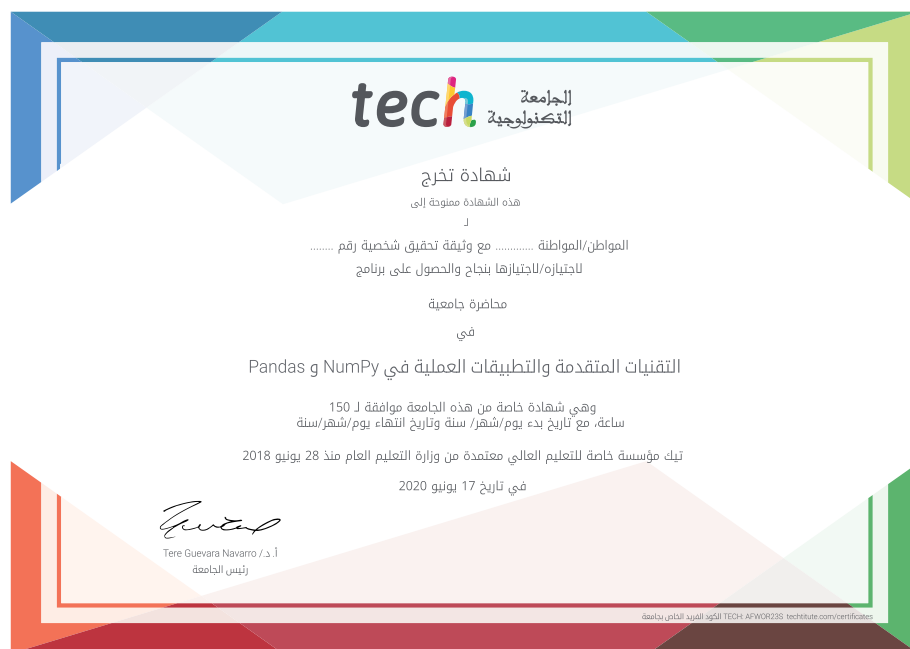 tech الجامعة
التكنولوجية
شهادة تخرج
هذه الشهادة ممنوحة إلى
لـ
المواطن/المواطنة ............. مع وثيقة تحقيق شخصية رقم ........
لاجتيازه/لاجتيازها بنجاح والحصول على برنامج
محاضرة جامعية
في
التقنيات المتقدمة والتطبيقات العملية في NumPy و Pandas
وهي شهادة خاصة من هذه الجامعة موافقة لـ 150
ساعة، مع تاريخ بدء يوم/شهر/ سنة وتاريخ انتهاء يوم/شهر/سنة
تيك مؤسسة خاصة للتعليم العالي معتمدة من وزارة التعليم العام منذ 28 يونيو 2018
في تاريخ 17 يونيو 2020
أ. د./ Tere Guevara Navarro
رئيس الجامعة
الكود الفريد الخاص بجامعة TECH: AFWOR23S techtitute.com/certificates